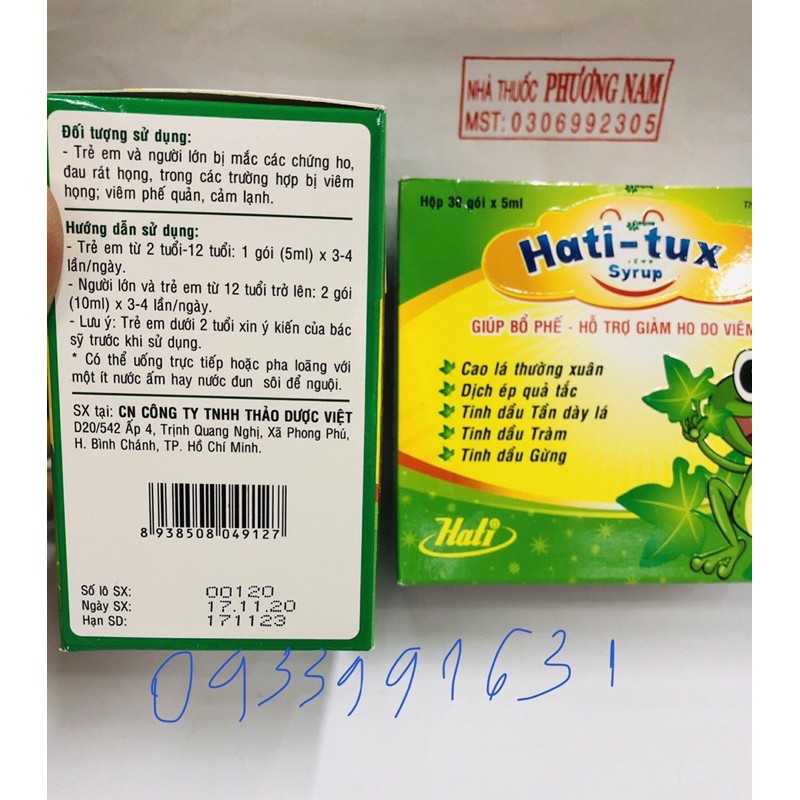 NHÀ THUỐC PHƯƠNG NAM
MST: 0306992305
Đối tượng sử dụng:
- Trẻ em và người lớn bị mắc các chứng ho,
đau rát họng, trong các trường hợp bị viêm
họng; viêm phế quản, cảm lạnh.
Hướng dẫn sử dụng:
- Trẻ em từ 2 tuổi-12 tuổi: 1 gói (5ml) x 3-4
lần/ngày.
- Người lớn và trẻ em từ 12 tuổi trở lên: 2 gói
(10ml) x 3-4 lần/ngày.
- Lưu ý: Trẻ em dưới 2 tuổi xin ý kiến của bác
sỹ trước khi sử dụng.
* Có thể uống trực tiếp hoặc pha loãng với
một ít nước ấm hay nước đun sôi để nguội.
SX tại: CN CÔNG TY TNHH THẢO DƯỢC VIỆT
D20/542 Ấp 4, Trịnh Quang Nghị, Xã Phong Phú,
H. Bình Chánh, TP. Hồ Chí Minh.
8 938508 049127
Số lô SX: 00120
Ngày SX: 17.11.20
Hạn SD: 171123
Hộp 30 gói x 5ml
Hati-tux
Syrup
GIÚP BỔ PHẾ - HỖ TRỢ GIẢM HO DO VIÊM
Cao lá thường xuân
Dịch ép quả tắc
Tinh dầu Tần dày lá
Tinh dầu Tràm
Tinh dầu Gừng
Hati
0933991631